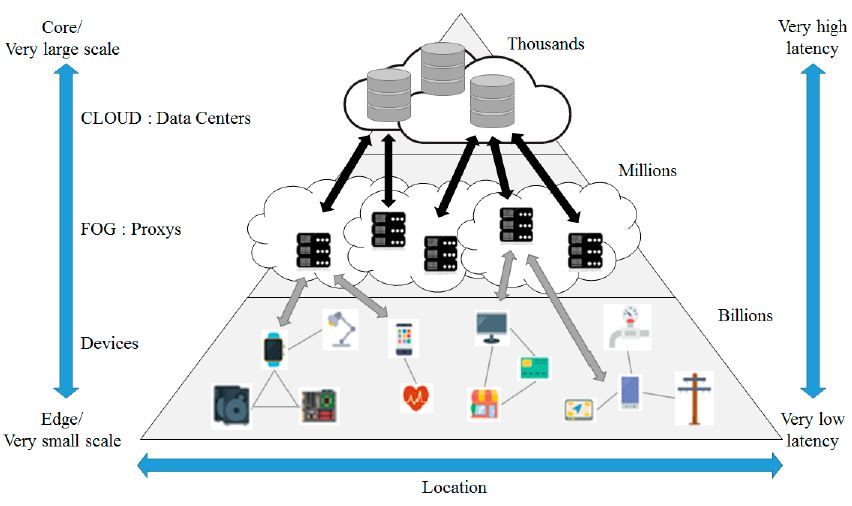 Core/
Very large scale
Thousands
Very high
latency
CLOUD : Data Centers
Millions
FOG : Proxys
Billions
Devices
Edge/
Very small scale
Very low
latency
Location